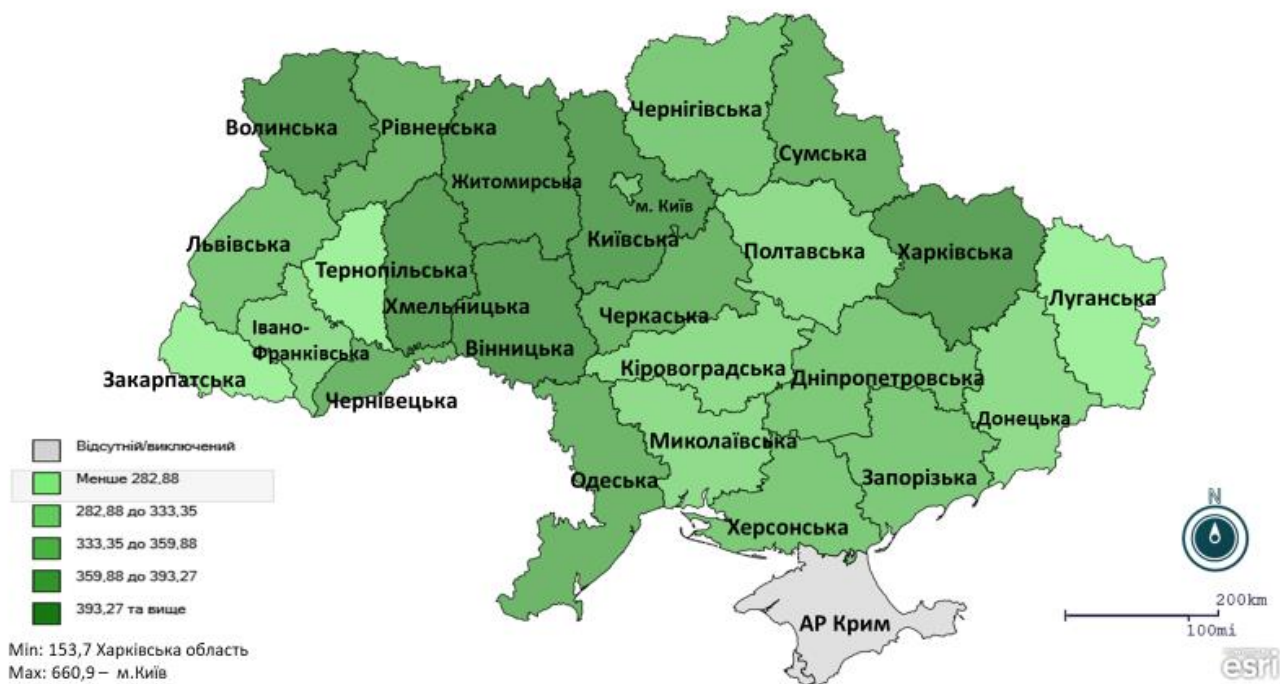 Чернігівська
Волинська
Рівненська
Сумська
Житомирська
м. Київ
Львівська
Київська
Полтавська
Харківська
Тернопільська
Луганська
Хмельницька
Черкаська
Івано-
Франківська
Вінницька
Закарпатська
Кіровоградська
Дніпропетровська
Чернівецька
Донецька
Миколаївська
Одеська
Запорізька
Херсонська
АР Крим
Відсутній/виключений
Менше 282,88
282,88 до 333,35
333,35 до 359,88
359,88 до 393,27
393,27 та вище
Min: 153,7 Харківська область
Max: 660,9 – м.Київ
N
200km
100mi
esri